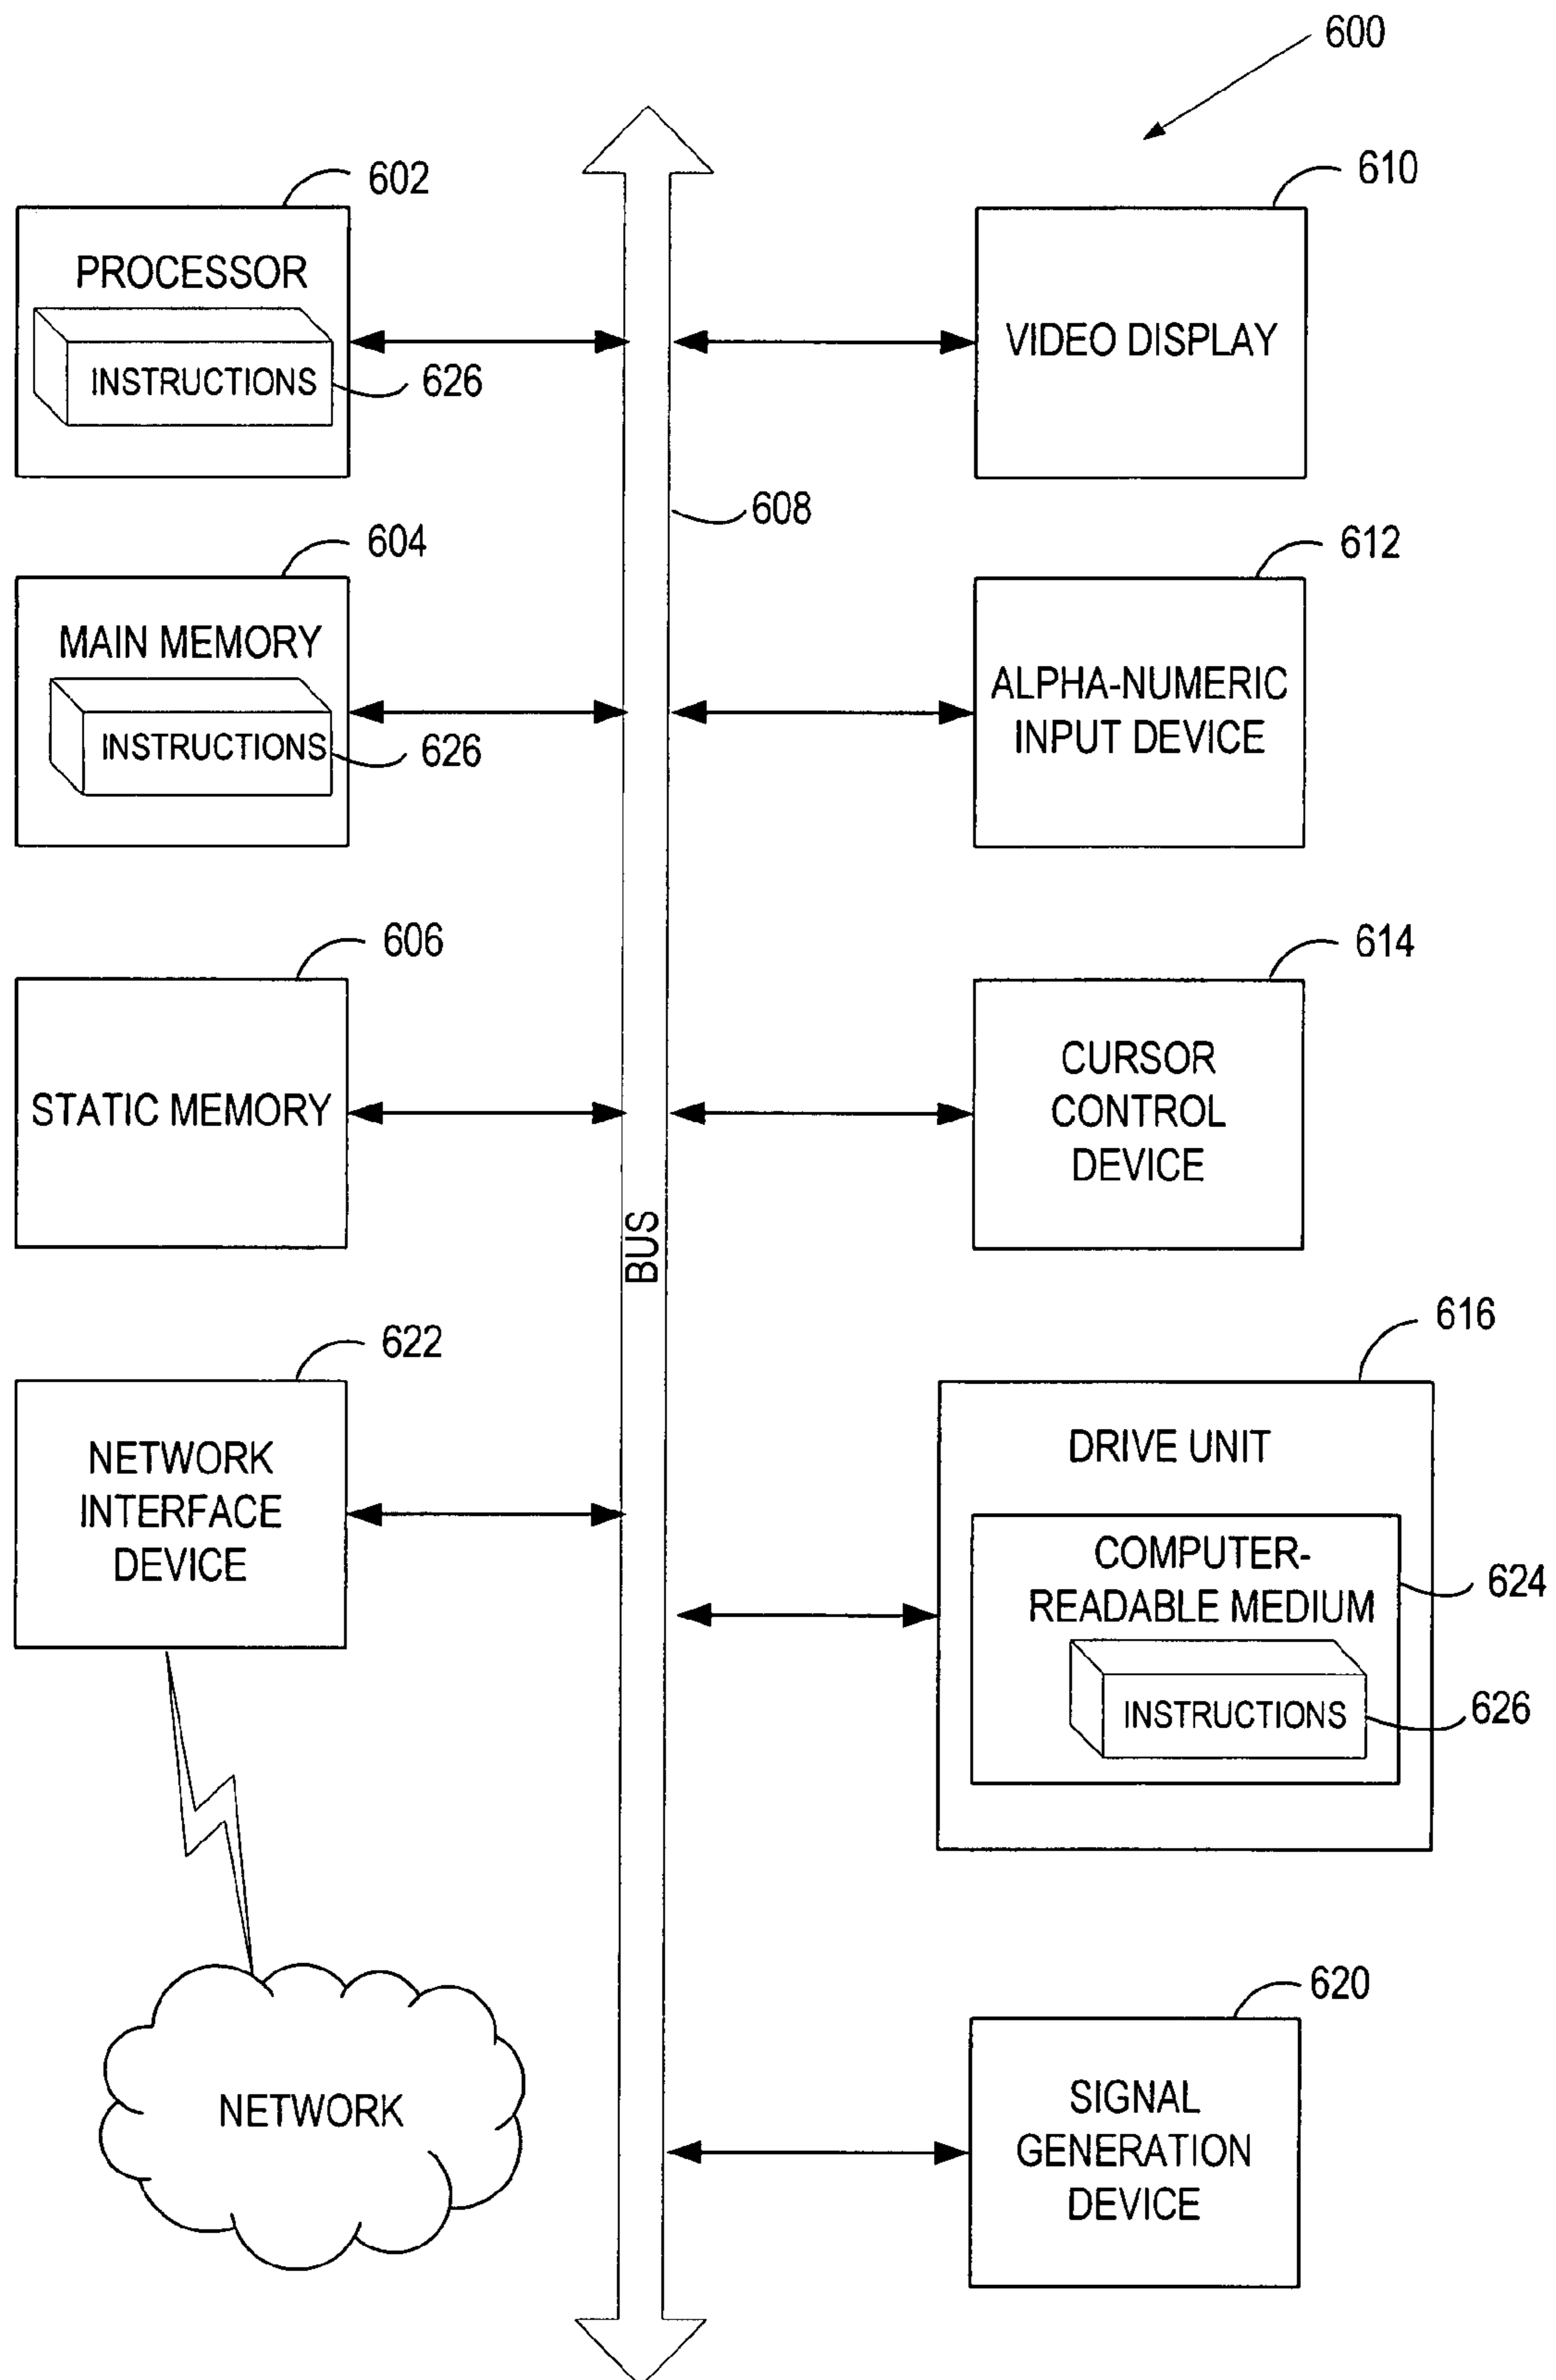 600
602
610
PROCESSOR
INSTRUCTIONS
626
VIDEO DISPLAY
608
604
612
MAIN MEMORY
INSTRUCTIONS
626
ALPHA-NUMERIC
INPUT DEVICE
606
614
STATIC MEMORY
CURSOR
CONTROL
DEVICE
BUS
622
616
NETWORK
INTERFACE
DEVICE
DRIVE UNIT
COMPUTER-
READABLE MEDIUM
624
INSTRUCTIONS
626
NETWORK
620
SIGNAL
GENERATION
DEVICE